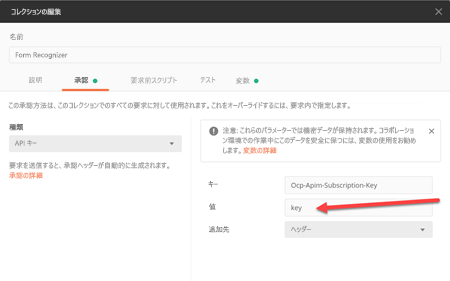 コレクションの編集
名前
Form Recognizer
説明
承認
要求前スクリプト
テスト
変数
この承認方法は、このコレクションでのすべての要求に対して使用されます。これをオーバーライドするには、要求内で指定します。
種類
API キー
要求を送信すると、承認ヘッダーが自動的に生成されます。
承認の詳細
注意: これらのパラメーターでは機密データが保持されます。コラボレーシ
ョン環境での作業中にこのデータを安全に保つには、変数の使用をお勧
めします。変数の詳細
キー
Ocp-Apim-Subscription-Key
値
key
追加先
ヘッダー